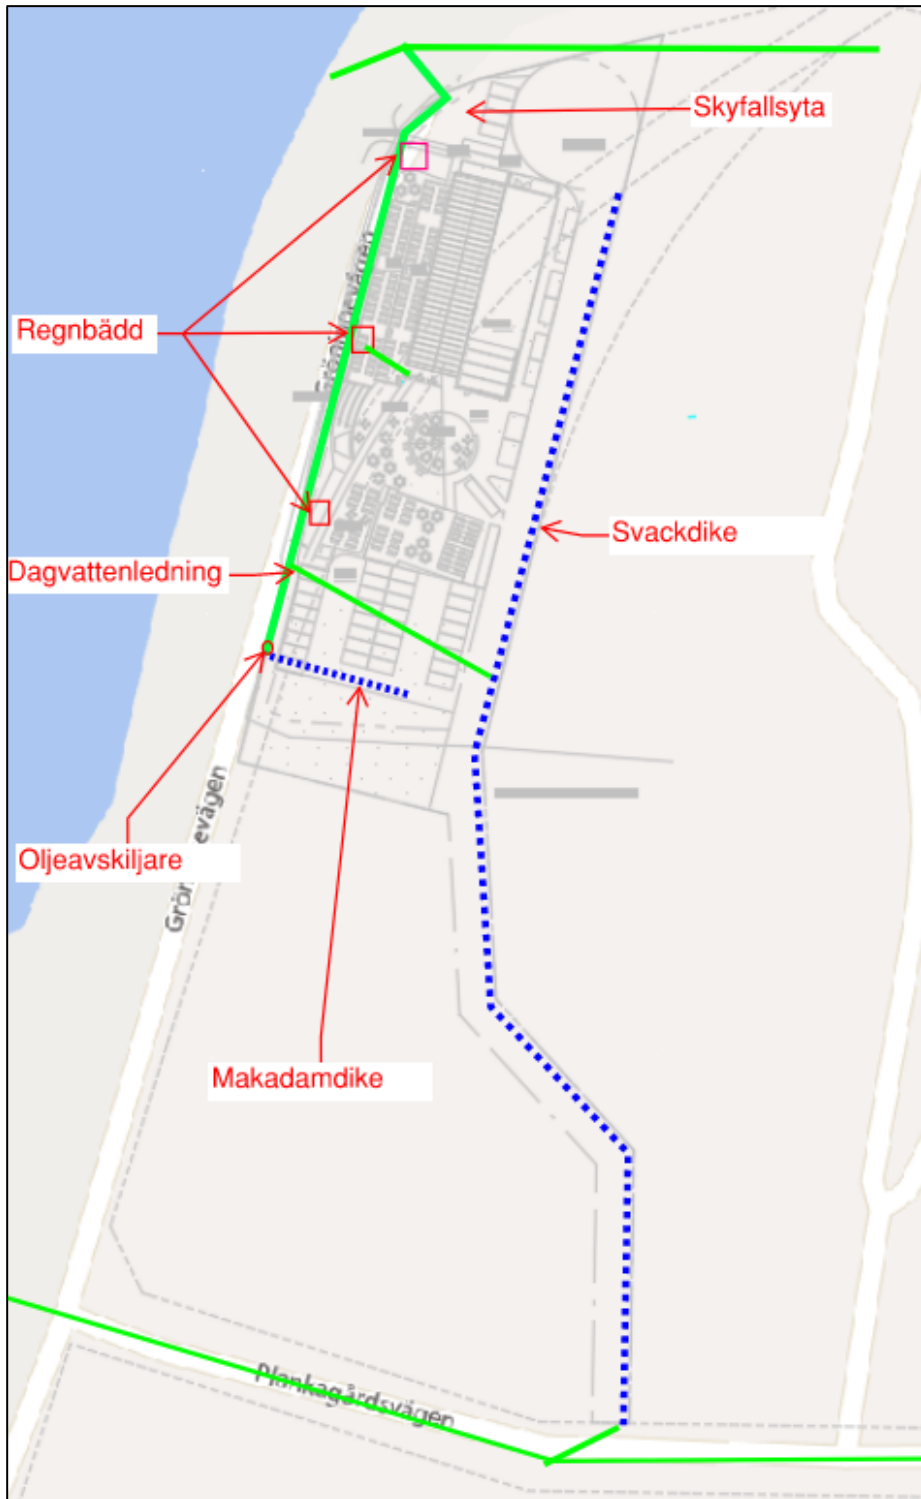 Skyfallsyta
Regnbädd
Svackdike
Dagvattenledning
Oljeavskiljare
Makadamdike
Plankagårdsvägen